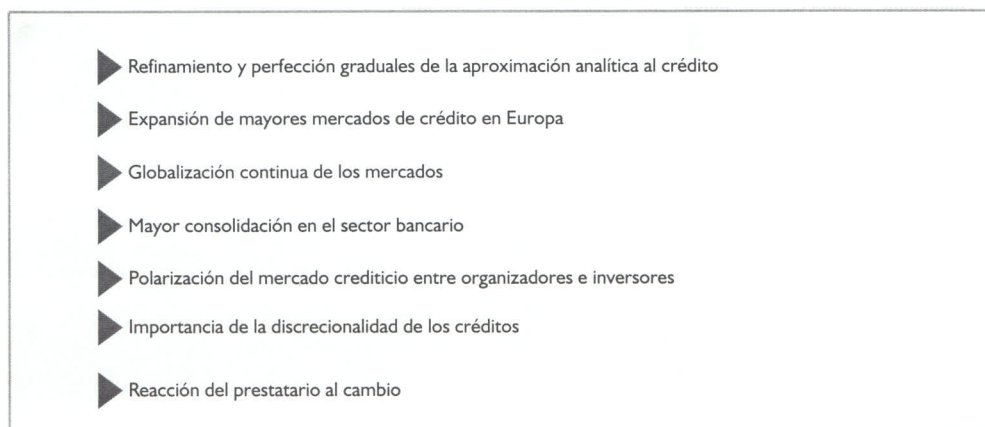 Refinamiento y perfección graduales de la aproximación analítica al crédito
Expansión de mayores mercados de crédito en Europa
Globalización continua de los mercados
Mayor consolidación en el sector bancario
Polarización del mercado crediticio entre organizadores e inversores
Importancia de la discrecionalidad de los créditos
Reacción del prestatario al cambio